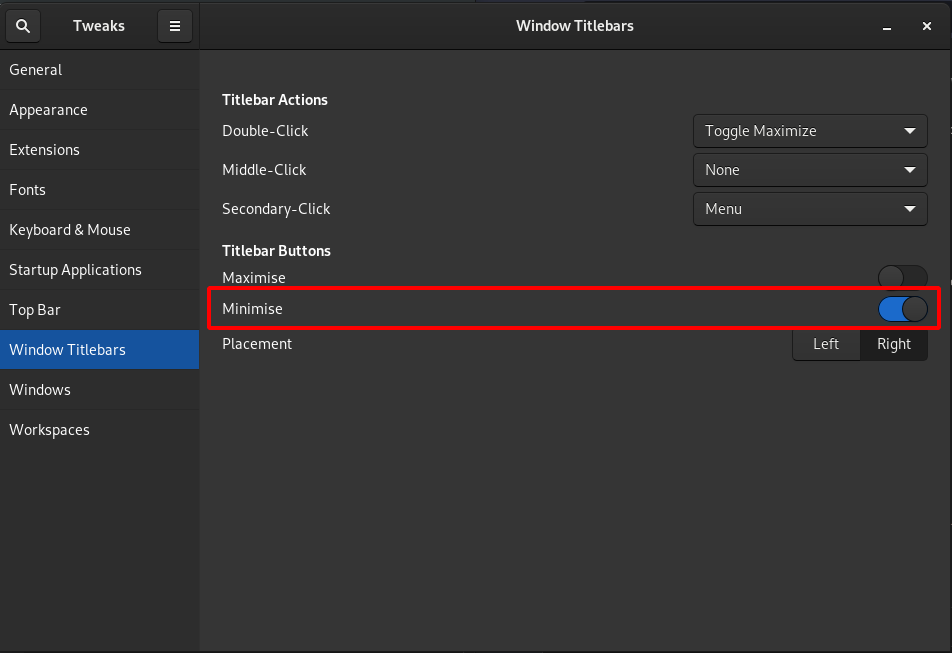 Tweaks
Window Titlebars
General
Appearance
Extensions
Fonts
Keyboard & Mouse
Startup Applications
Top Bar
Window Titlebars
Windows
Workspaces
Titlebar Actions
Double-Click Toggle Maximize
Middle-Click None
Secondary-Click Menu
Titlebar Buttons
Maximise
Minimise
Placement Left Right